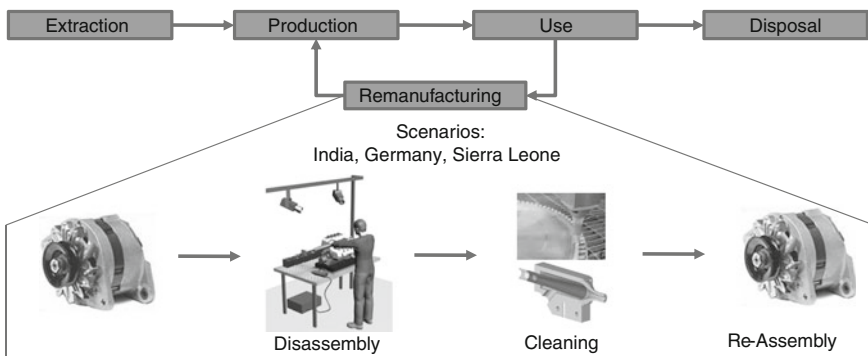 Extraction
Production
Use
Disposal
Remanufacturing
Scenarios:
India, Germany, Sierra Leone
Disassembly
Cleaning
Re-Assembly